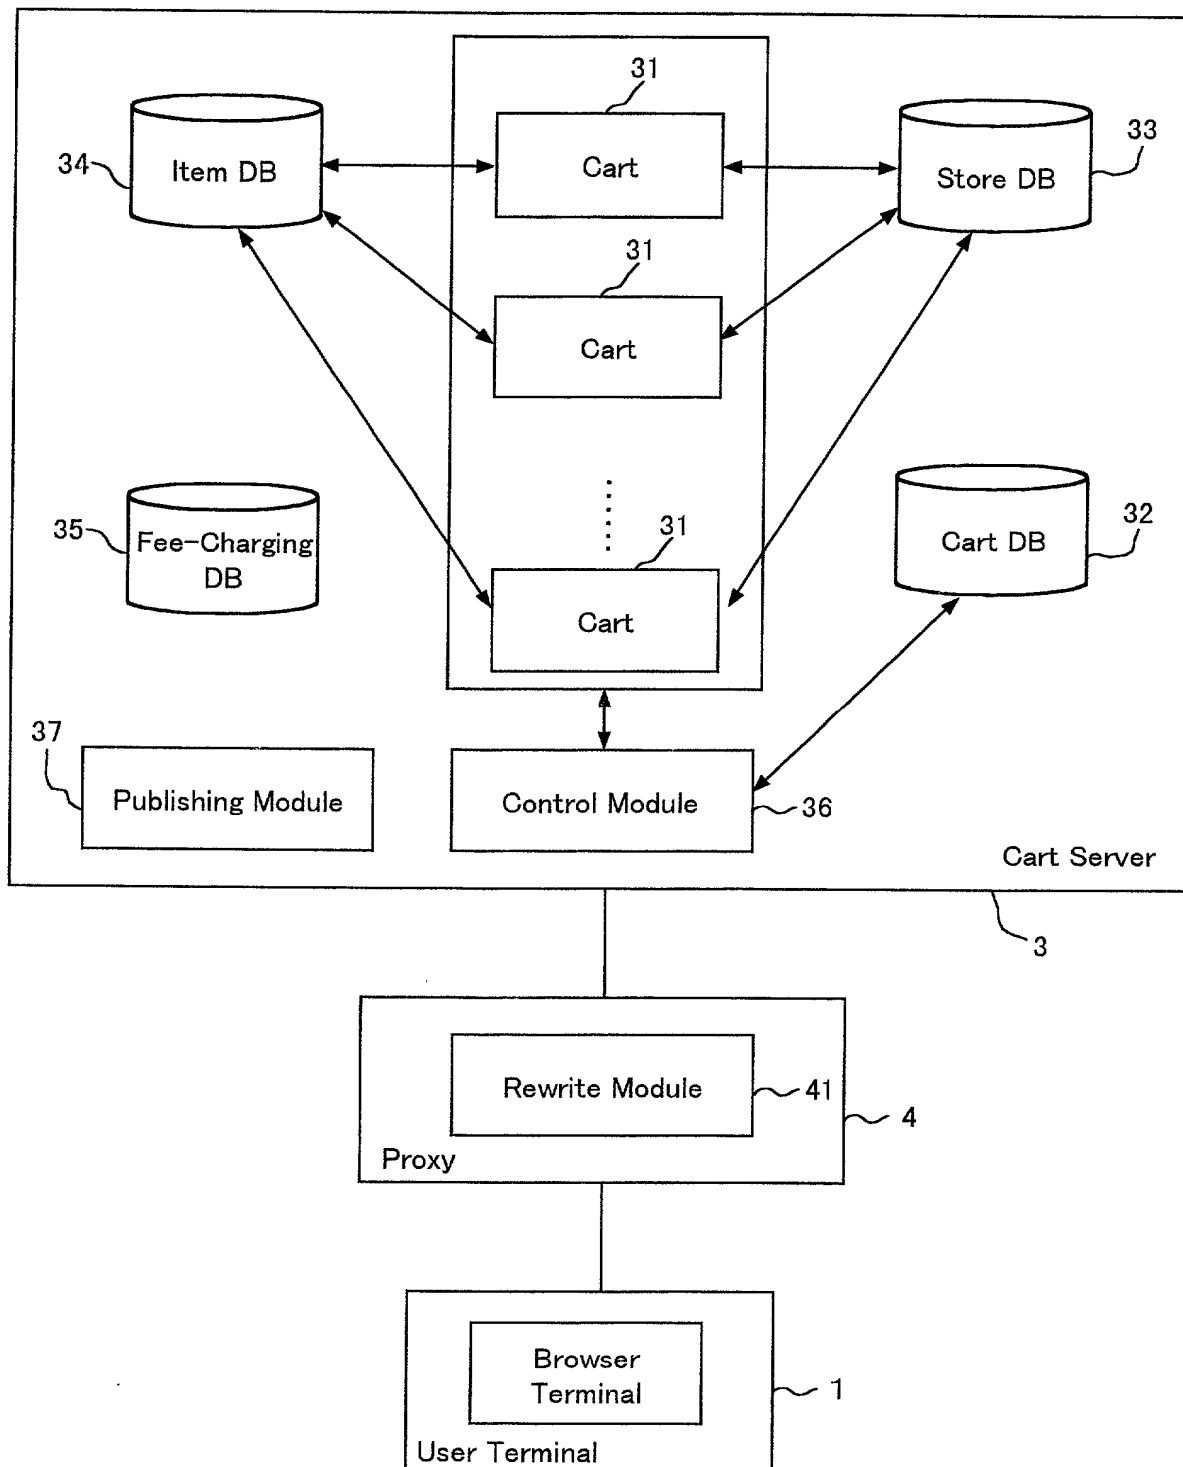 31
34
Item DB
Cart
Store DB
33
31
Cart
35
Fee-Charging
DB
31
Cart
Cart DB
32
37
Publishing Module
Control Module
36
Cart Server
3
Rewrite Module
41
4
Proxy
Browser
Terminal
1
User Terminal